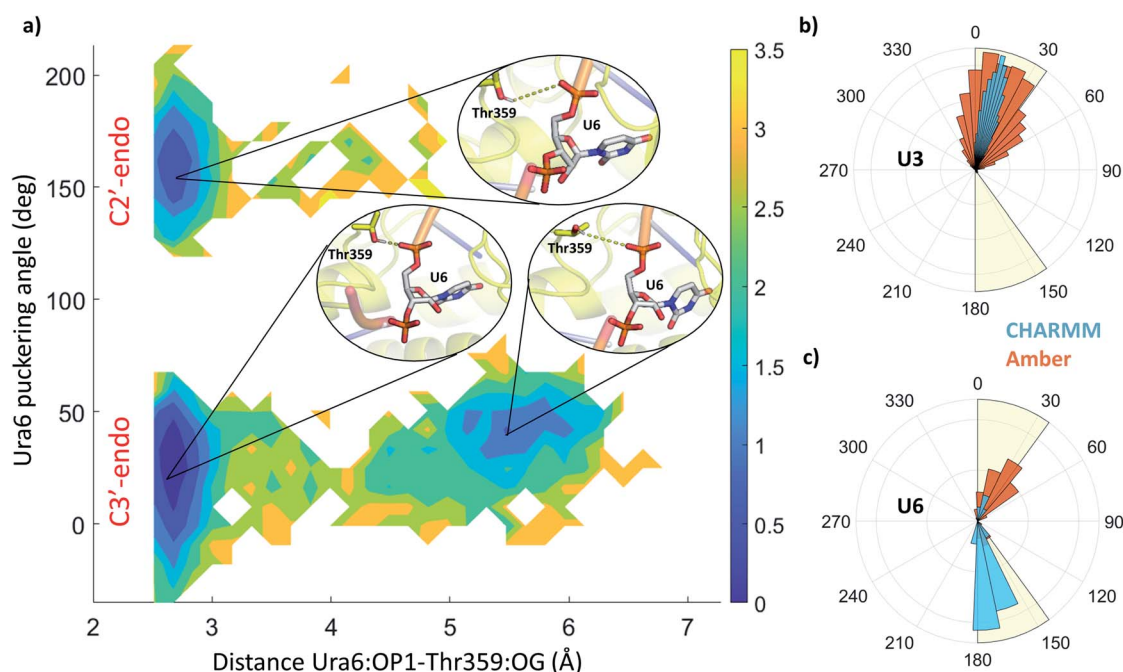 a)
Ura6 puckering angle (deg)
C2'-endo
C3'-endo
200
150
100
50
0
2
3
4
5
6
7
Distance Ura6:OP1-Thr359:OG (Å)
Thr359
U6
Thr359
U6
Thr359
U6
3.5
3
2.5
2
1.5
1
0.5
0
b)
0
30
60
90
120
150
180
210
240
270
300
330
U3
CHARMM
Amber
c)
0
30
60
90
120
150
180
210
240
270
300
330
U6